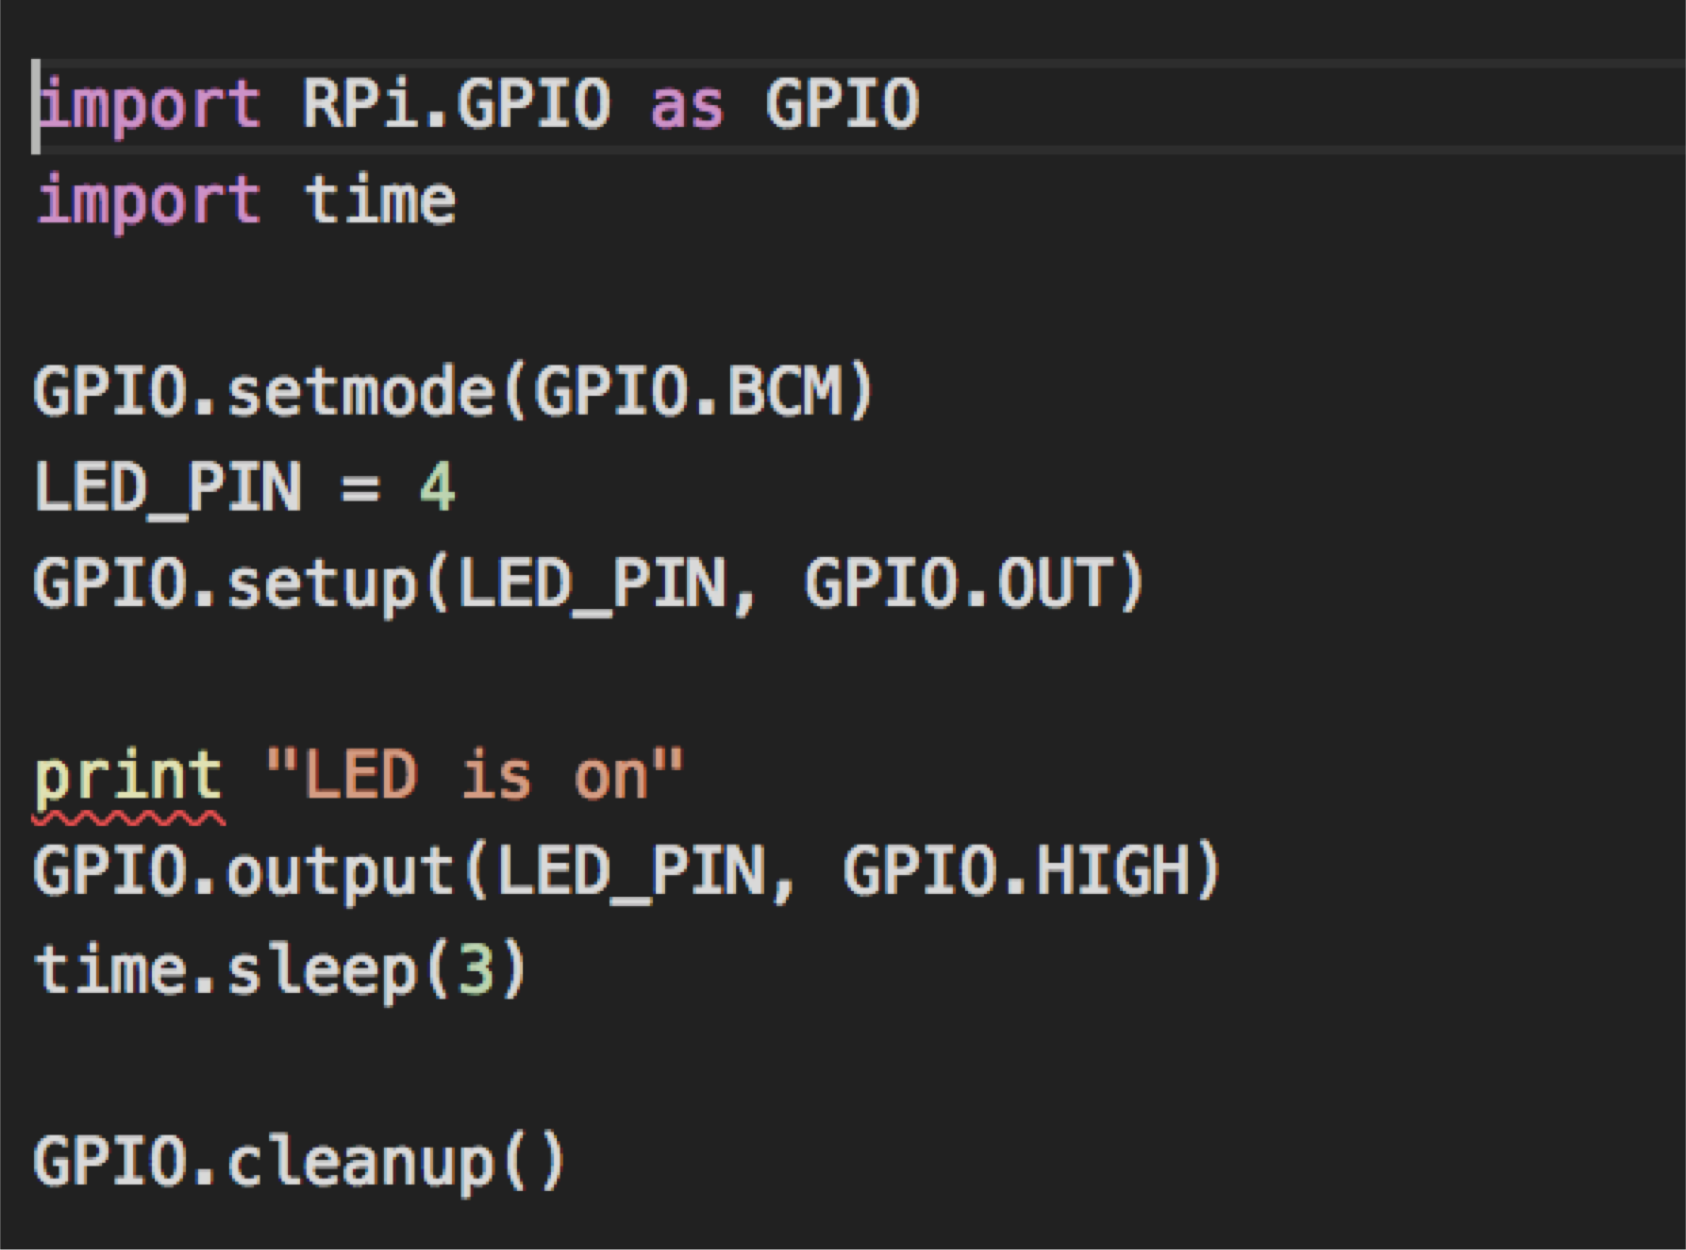 import RPi.GPIO as GPIO
import time
GPIO.setmode(GPIO.BCM)
LED_PIN = 4
GPIO.setup(LED_PIN, GPIO.OUT)
print "LED is on"
GPIO.output(LED_PIN, GPIO.HIGH)
time.sleep(3)
GPIO.cleanup()